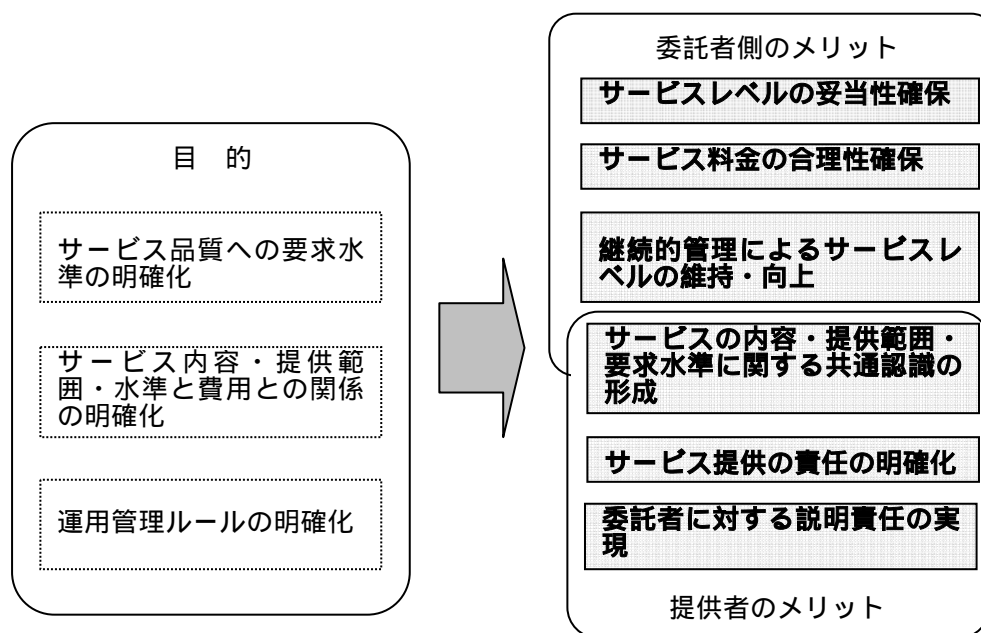 目　的
サービス品質への要求水
準の明確化
サービス内容・提供範
囲・水準と費用との関係
の明確化
運用管理ルールの明確化
委託者側のメリット
サービスレベルの妥当性確保
サービス料金の合理性確保
継続的管理によるサービスレ
ベルの維持・向上
サービスの内容・提供範囲・
要求水準に関する共通認識の
形成
サービス提供の責任の明確化
委託者に対する説明責任の実
現
提供者のメリット